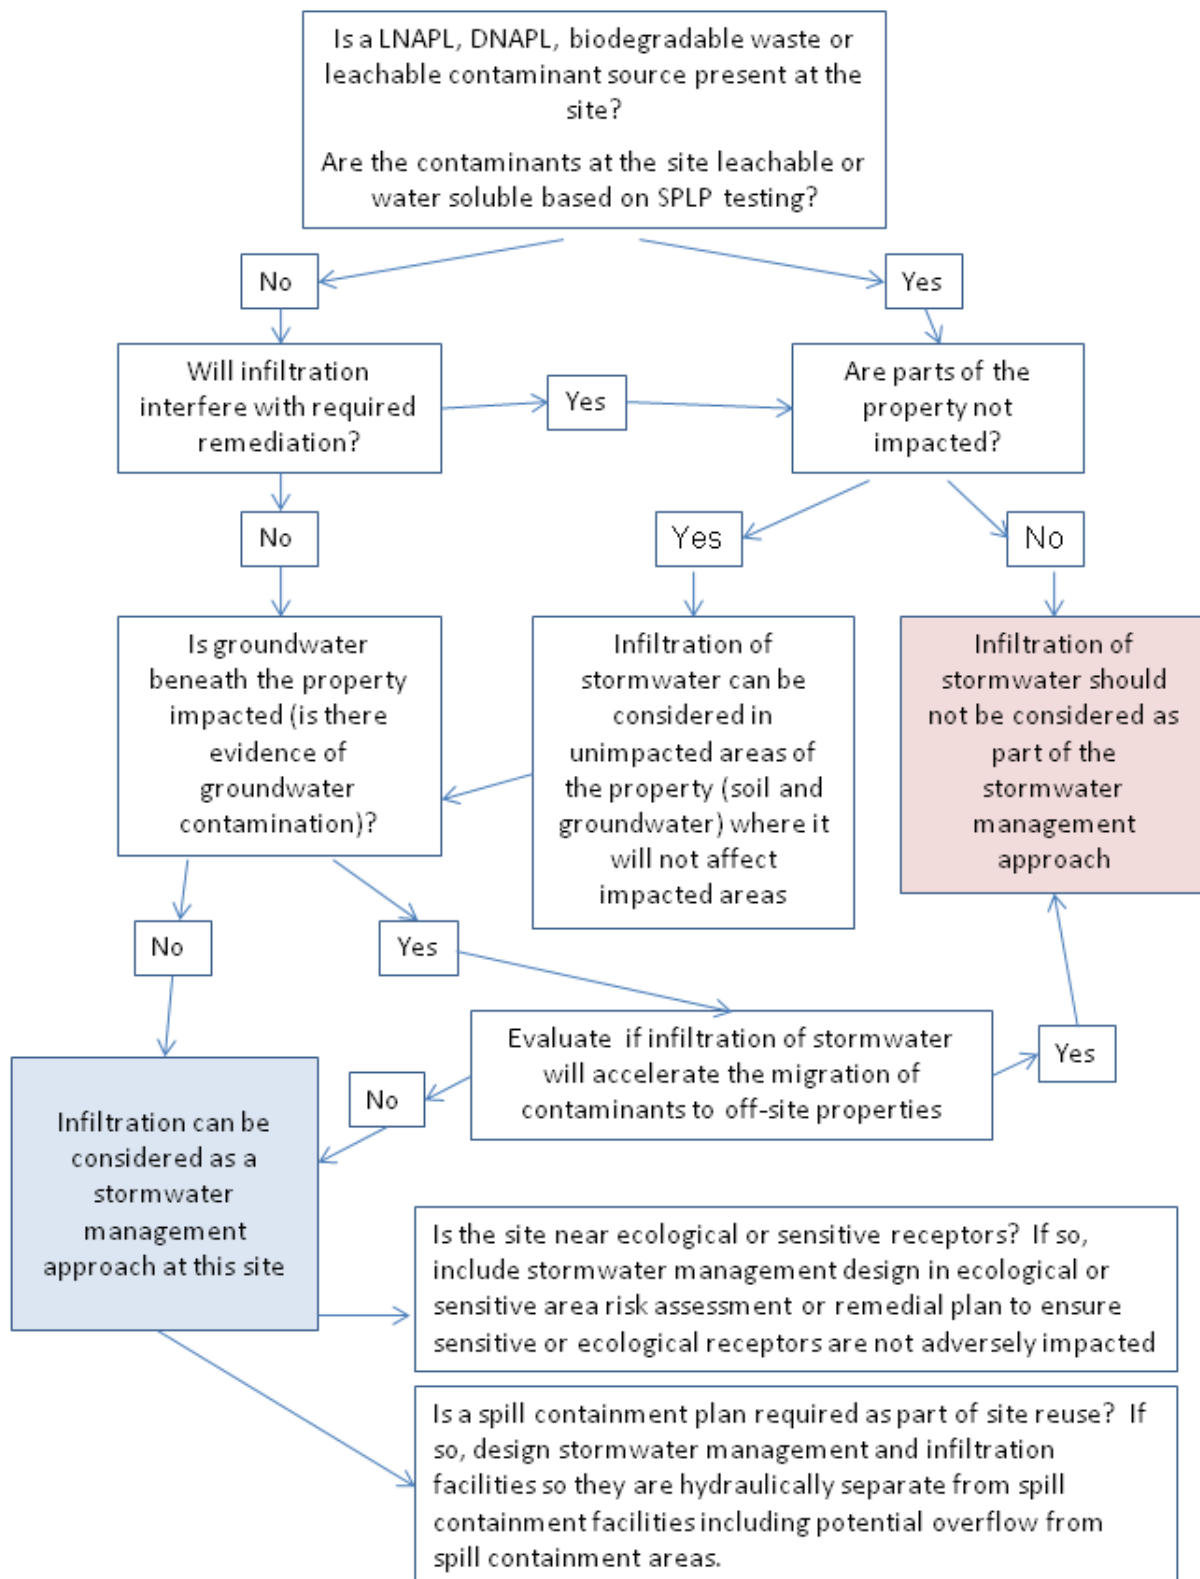 Is a LNAPL, DNAPL, biodegradable waste or
leachable contaminant source present at the
site?
Are the contaminants at the site leachable or
water soluble based on SPLP testing?
No
Yes
Will infiltration
interfere with required
remediation?
Yes
Are parts of the
property not
impacted?
No
Yes
No
Is groundwater
beneath the property
impacted (is there
evidence of
groundwater
contamination)?
Infiltration of
stormwater can be
considered in
unimpacted areas of
the property (soil and
groundwater) where it
will not affect
impacted areas
Infiltration of
stormwater should
not be considered as
part of the
stormwater
management
approach
No
Yes
Evaluate if infiltration of stormwater
will accelerate the migration of
contaminants to off-site properties
Yes
No
Infiltration can be
considered as a
stormwater
management
approach at this site
Is the site near ecological or sensitive receptors? If so,
include stormwater management design in ecological or
sensitive area risk assessment or remedial plan to ensure
sensitive or ecological receptors are not adversely impacted
Is a spill containment plan required as part of site reuse? If
so, design stormwater management and infiltration
facilities so they are hydraulically separate from spill
containment facilities including potential overflow from
spill containment areas.